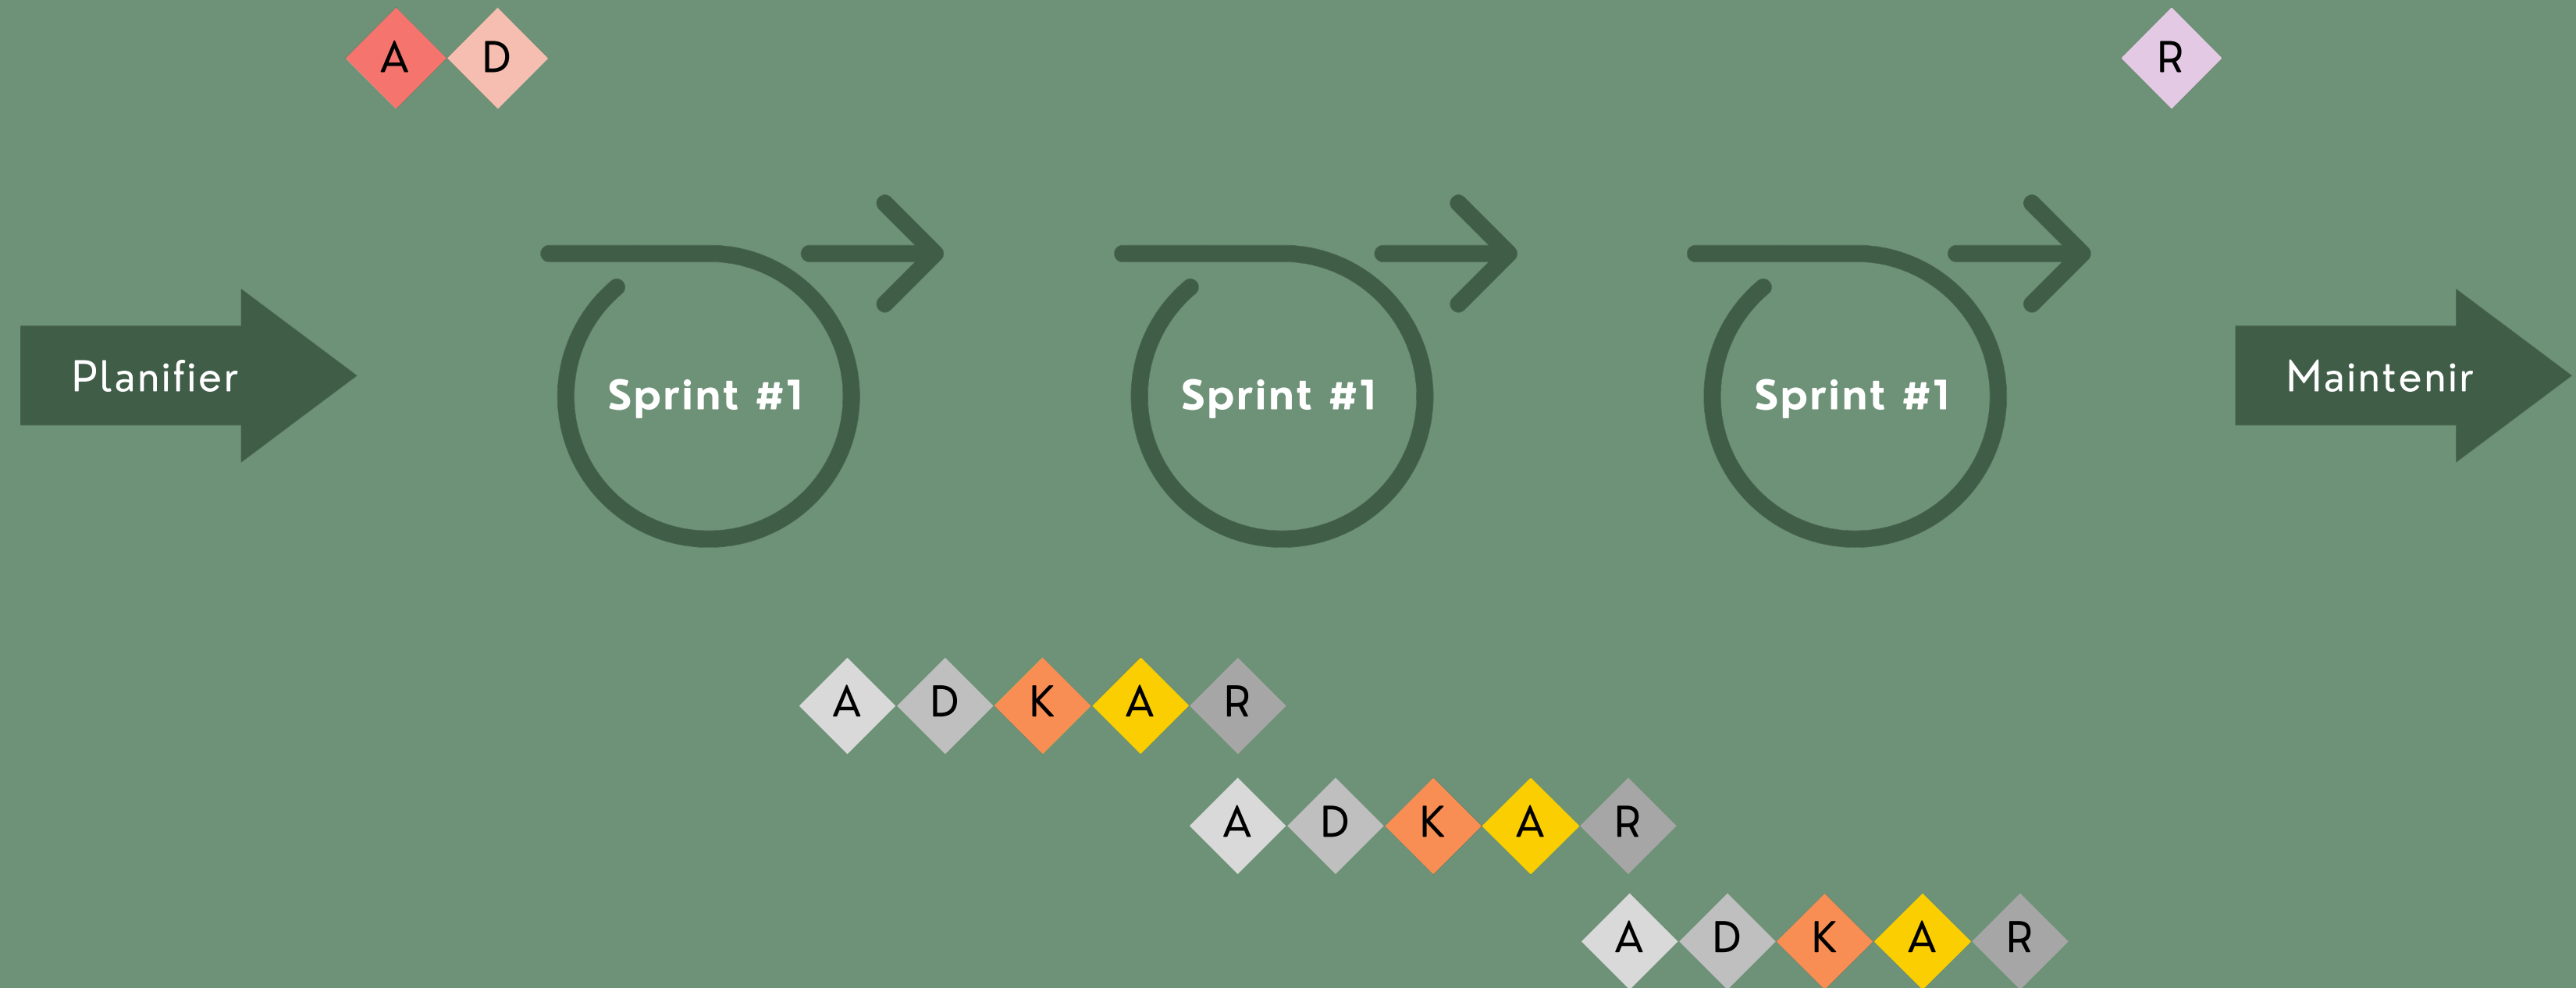 A D
R
Planifier
Sprint #1
Sprint #1
Sprint #1
Maintenir
A D K A R
A D K A R
A D K A R